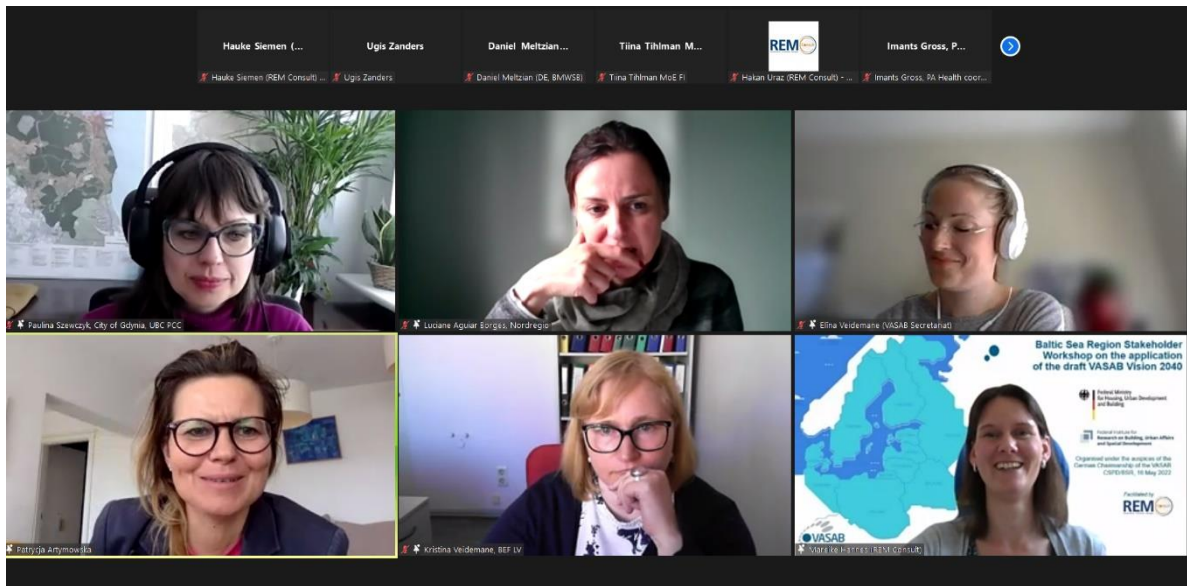 Hauke Siemen (...
Ugis Zanders
Daniel Meltzian...
Tiina Tihlman M...
REM
Imants Gross, P...
Hauke Siemen (REM Consult) ...
Ugis Zanders
Daniel Meltzian (DE, BMWSB)
Tiina Tihlman MoE FI
Hakan Uraz (REM Consult) - ...
Imants Gross, PA Health coor...
Paulina Szewczyk, City of Gdynia, UBC PCC
Luciane Aguiar Borges, Nordregio
Elīna Veidemane (VASAB Secretariat)
Baltic Sea Region Stakeholder
Workshop on the application
of the draft VASAB Vision 2040
Federal Ministry
for Housing, Urban Development
and Building
Federal Institute for
Research on Building, Urban Affairs
and Spatial Development
Organised under the auspices of the
German Chairmanship of the VASAB
CSPD/BSR, 16 May 2022
Facilitated by
REM
VASAB
Patrycja Artymowska
Kristina Veidemane, BEF LV
Mareike Hannes (REM Consult)